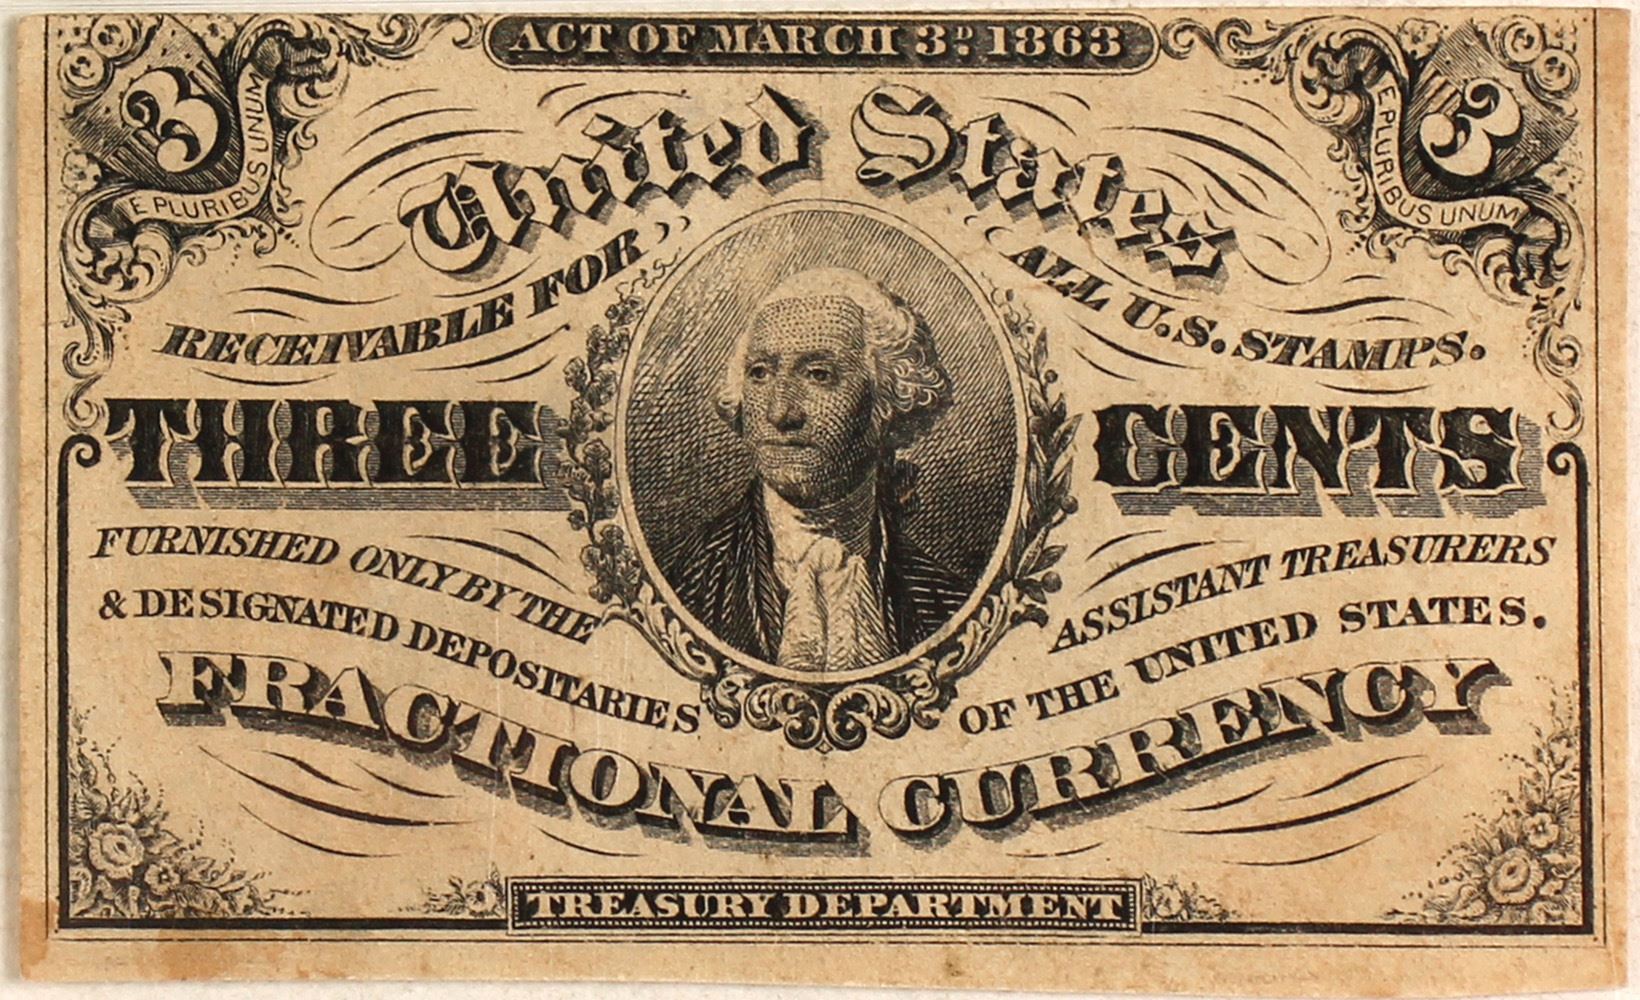 ACT OF MARCH 3D. 1863
3
E PLURIBUS UNUM
3
E PLURIBUS UNUM
United States
RECEIVABLE FOR ALL U.S. STAMPS.
THREE CENTS
FURNISHED ONLY BY THE ASSISTANT TREASURERS
& DESIGNATED DEPOSITARIES OF THE UNITED STATES.
FRACTIONAL CURRENCY
TREASURY DEPARTMENT